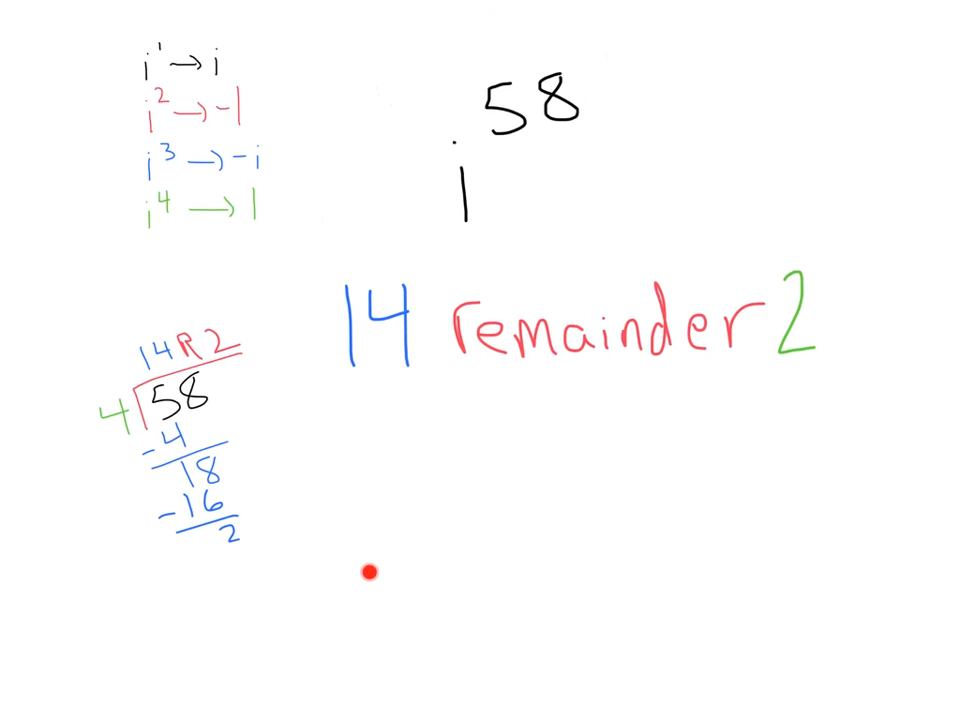 i¹ → i
i² → -1
i³ → -i
i⁴ → 1
i⁵⁸
14 remainder 2
14 R 2
4 58
-4
18
-16
2